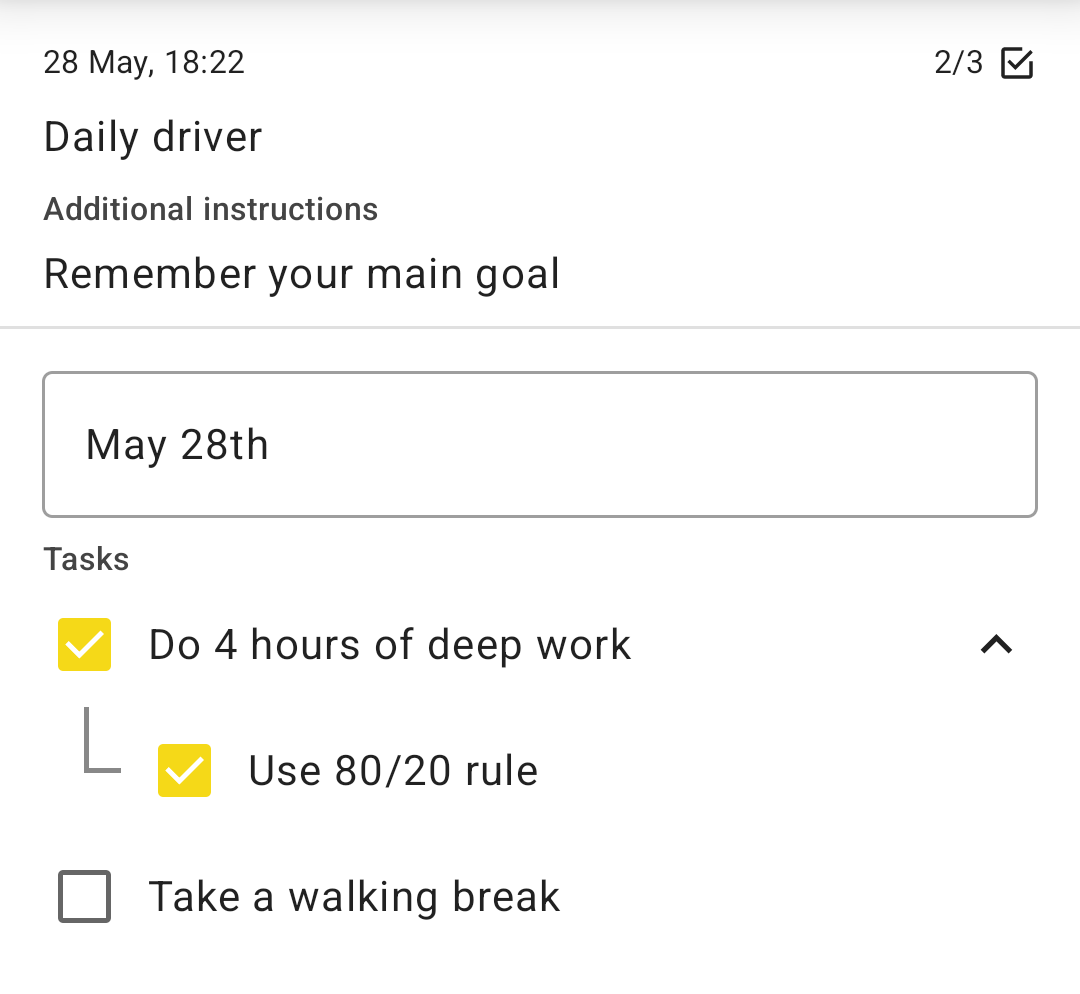 28 May, 18:22 2/3
Daily driver
Additional instructions
Remember your main goal
May 28th
Tasks
Do 4 hours of deep work
Use 80/20 rule
Take a walking break